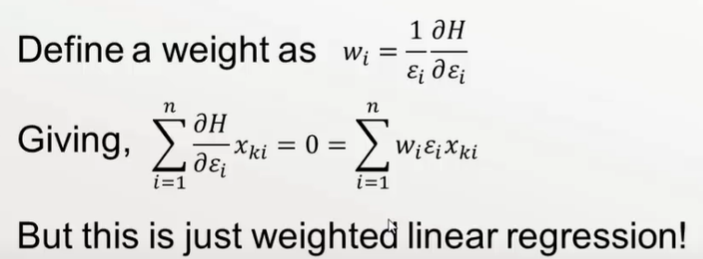 Define a weight as wᵢ = 1/εᵢ ∂H/∂εᵢ
Giving, ∑ᵢ₌₁ⁿ ∂H/∂εᵢ xₖᵢ = 0 = ∑ᵢ₌₁ⁿ wᵢεᵢxₖᵢ
But this is just weighted linear regression!